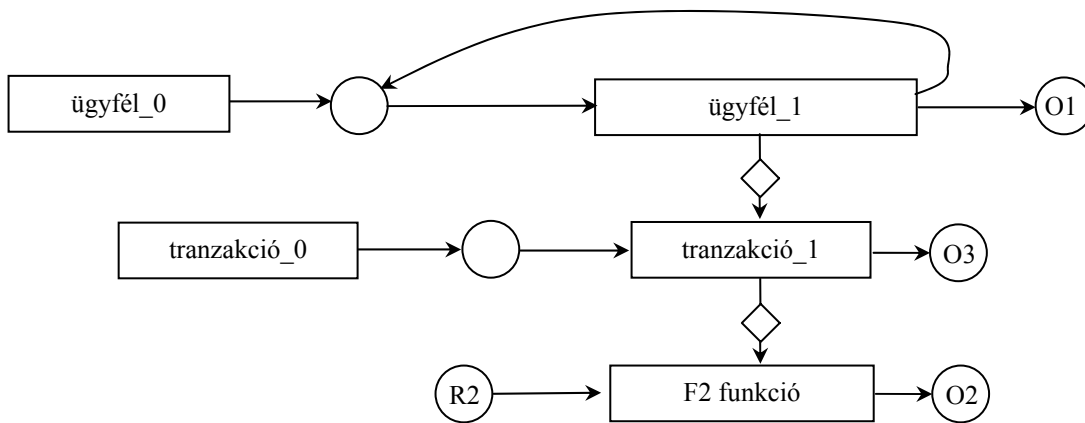 ügyfél_0
ügyfél_1
O1
tranzakció_0
tranzakció_1
O3
R2
F2 funkció
O2